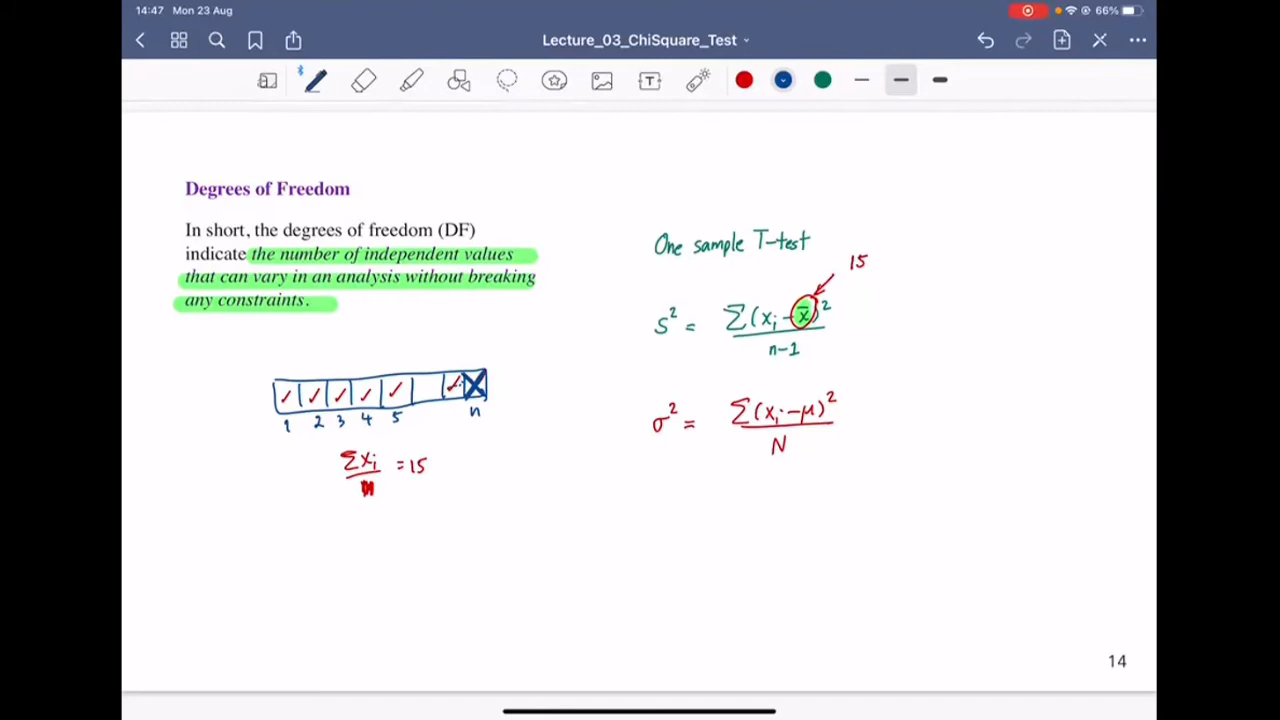 14:47 Mon 23 Aug
66%
Lecture_03_ChiSquare_Test
T
Degrees of Freedom
In short, the degrees of freedom (DF)
indicate the number of independent values
that can vary in an analysis without breaking
any constraints.
1 2 3 4 5 n
Σxi
= 15
n
One sample T-test
15
s² = Σ(xi - x̄)²
n-1
σ² = Σ(xi - μ)²
N
14